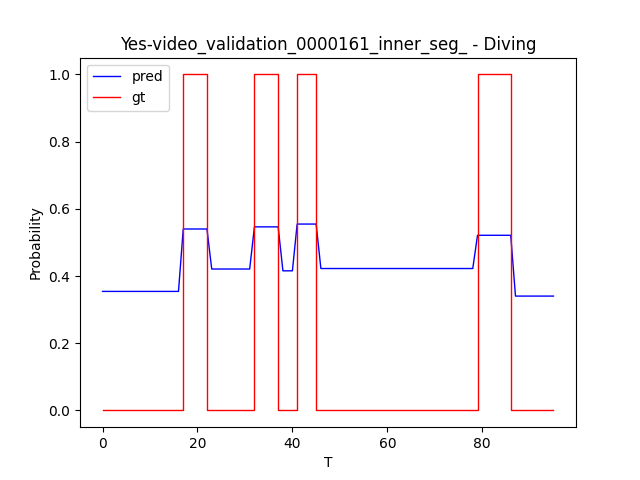 Yes-video_validation_0000161_inner_seg_ - Diving
pred
gt
1.0
0.8
0.6
0.4
0.2
0.0
Probability
0 20 40 60 80
T